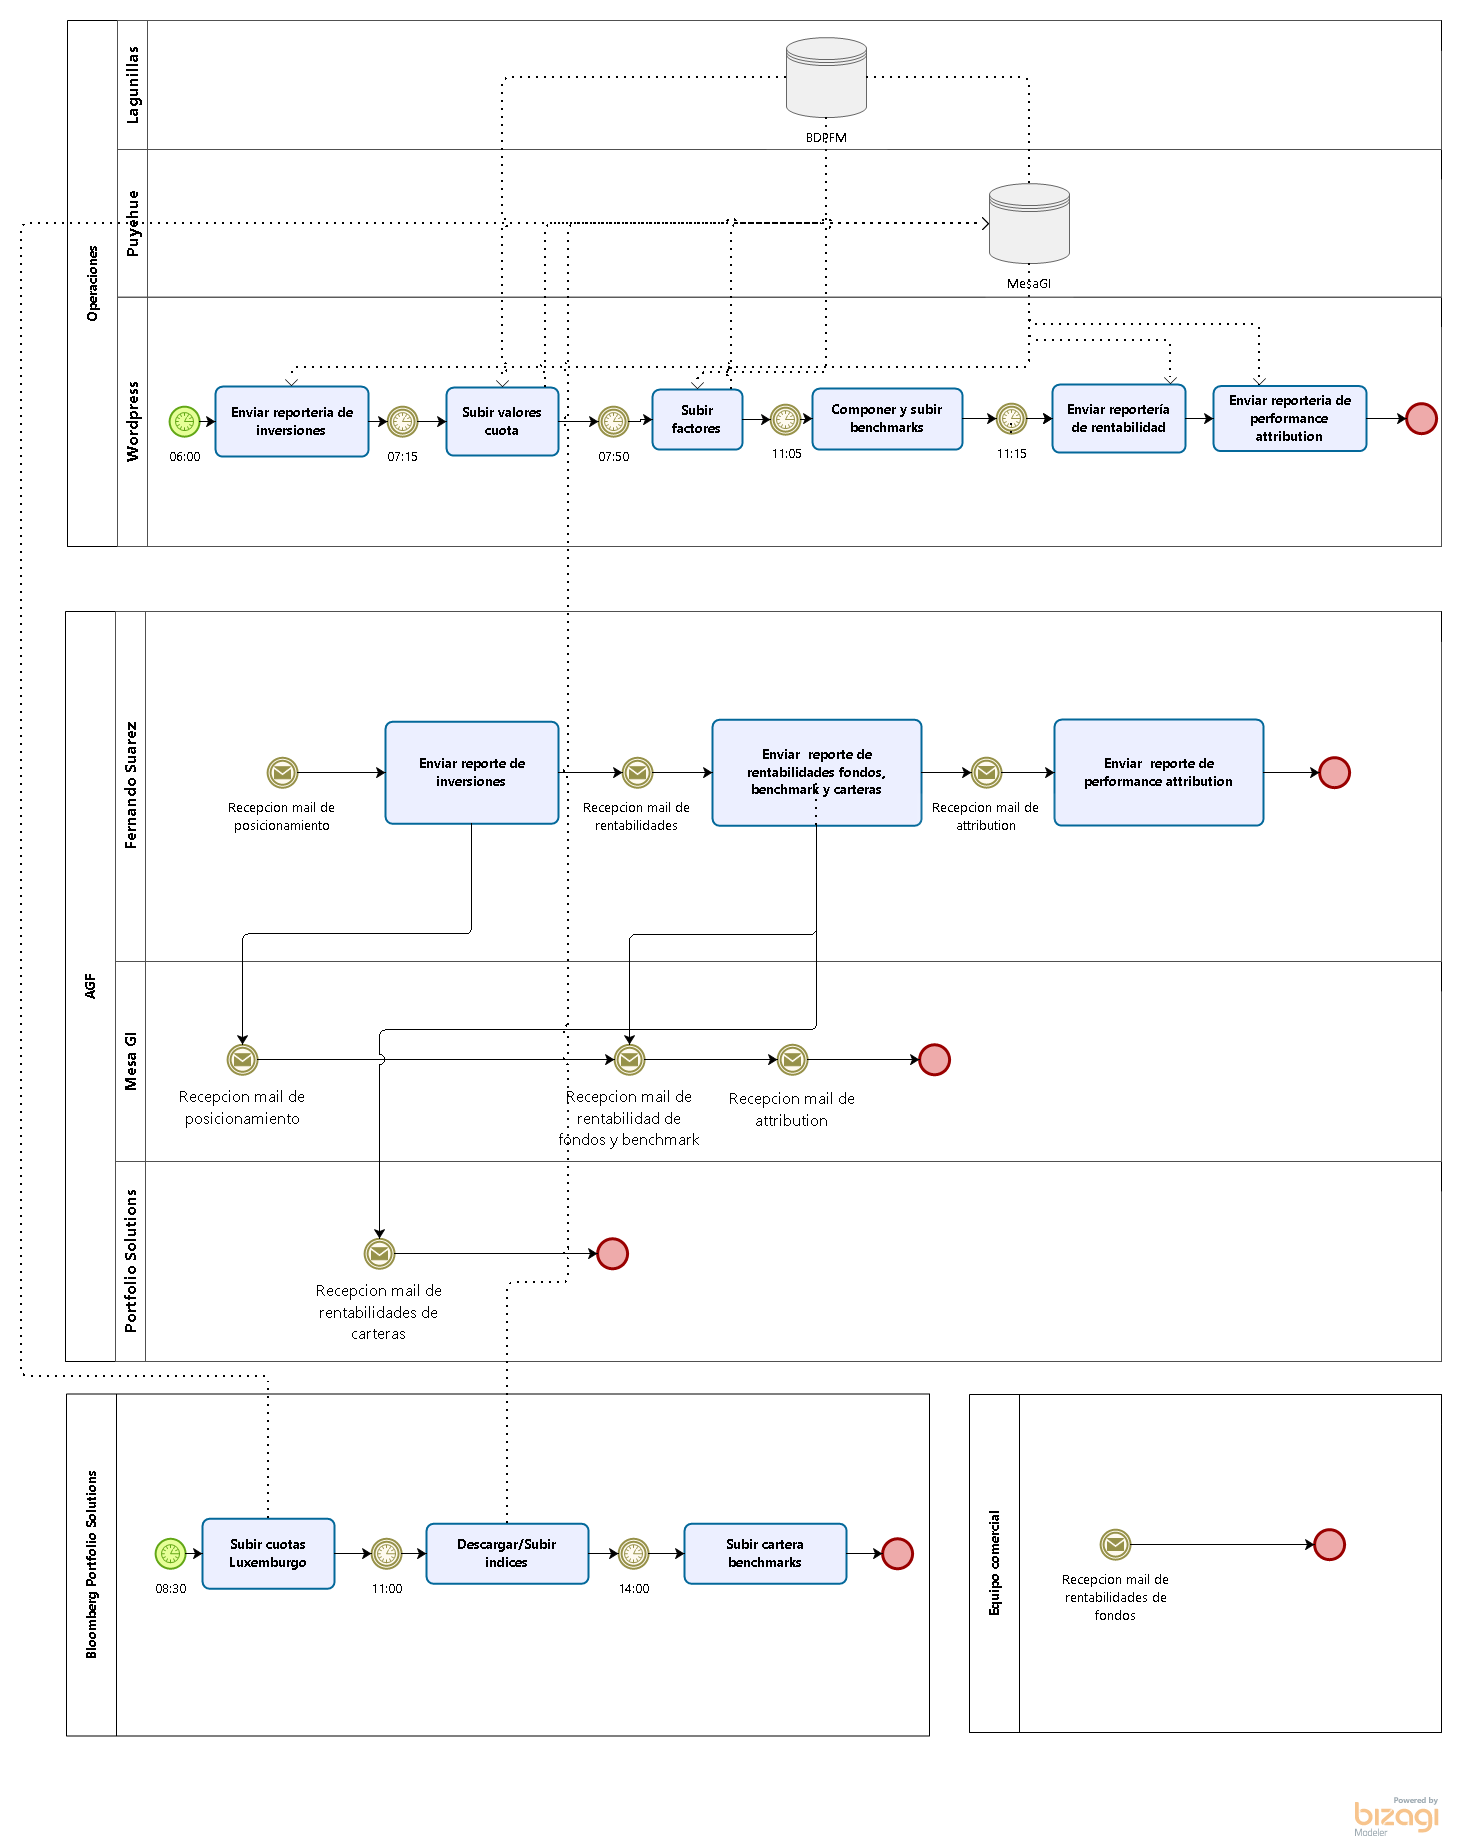 Operaciones
Lagunillas
BDPFM
Puyehue
MesaGI
Wordpress
06:00
Enviar reporteria de
inversiones
07:15
Subir valores
cuota
07:50
Subir
factores
11:05
Componer y subir
benchmarks
11:15
Enviar reportería
de rentabilidad
Enviar reporteria de
performance
attribution
AGF
Fernando Suarez
Recepcion mail de
posicionamiento
Enviar reporte de
inversiones
Recepcion mail de
rentabilidades
Enviar  reporte de
rentabilidades fondos,
benchmark y carteras
Recepcion mail de
attribution
Enviar  reporte de
performance attribution
Mesa GI
Recepcion mail de
posicionamiento
Recepcion mail de
rentabilidad de
fondos y benchmark
Recepcion mail de
attribution
Portfolio Solutions
Recepcion mail de
rentabilidades de
carteras
Bloomberg Portfolio Solutions
08:30
Subir cuotas
Luxemburgo
11:00
Descargar/Subir
indices
14:00
Subir cartera
benchmarks
Equipo comercial
Recepcion mail de
rentabilidades de
fondos
Powered by
bizagi
Modeler